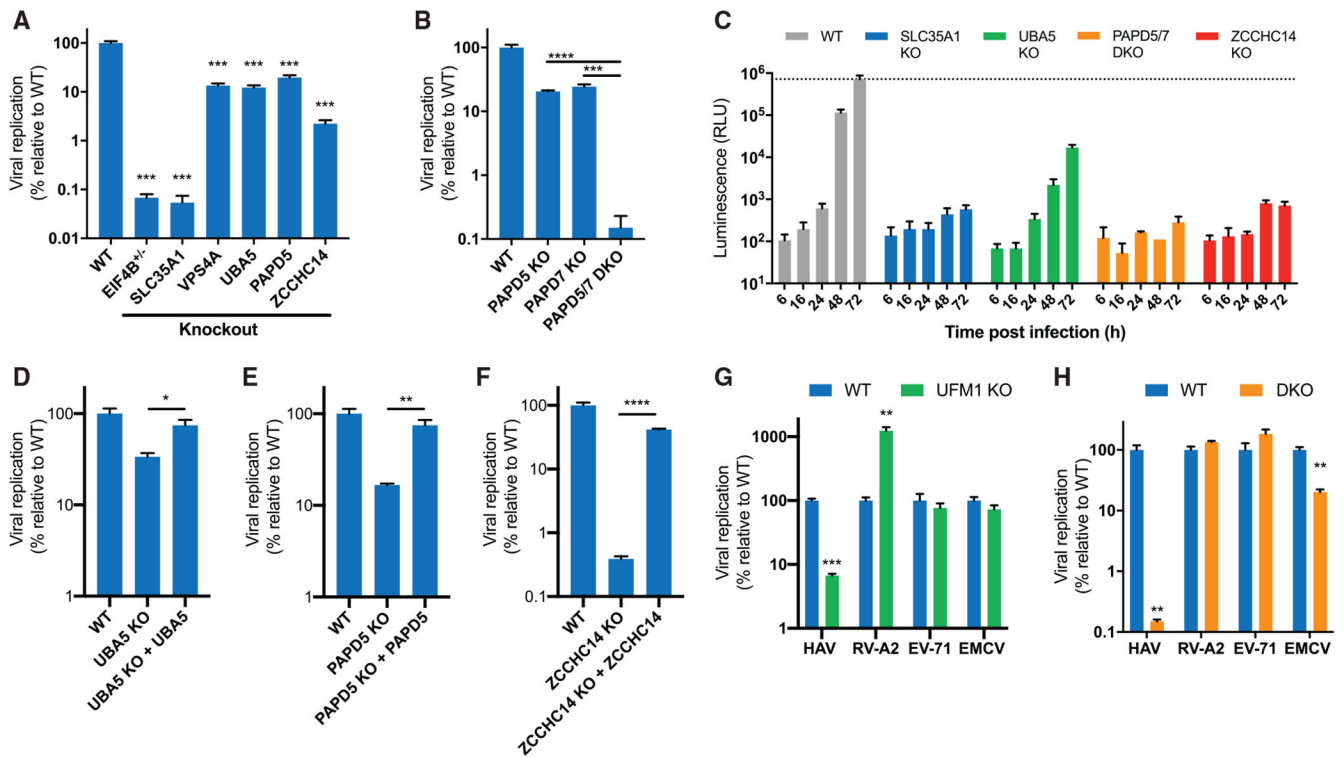 A
Viral replication
(% relative to WT)
100
10
1
0.1
0.01
***
***
***
***
***
***
WT
EIF4B+/-
SLC35A1
VPS4A
UBA5
PAPD5
ZCCHC14
Knockout
B
Viral replication
(% relative to WT)
100
10
1
0.1
****
***
WT
PAPD5 KO
PAPD7 KO
PAPD5/7 DKO
C
WT
SLC35A1
KO
UBA5
KO
PAPD5/7
DKO
ZCCHC14
KO
Luminescence (RLU)
10⁶
10⁵
10⁴
10³
10²
10¹
6 16 24 48 72
6 16 24 48 72
6 16 24 48 72
6 16 24 48 72
6 16 24 48 72
Time post infection (h)
D
Viral replication
(% relative to WT)
100
10
1
*
WT
UBA5 KO
UBA5 KO + UBA5
E
Viral replication
(% relative to WT)
100
10
1
**
WT
PAPD5 KO
PAPD5 KO + PAPD5
F
Viral replication
(% relative to WT)
100
10
1
0.1
****
WT
ZCCHC14 KO
ZCCHC14 KO + ZCCHC14
G
WT
UFM1 KO
Viral replication
(% relative to WT)
1000
100
10
1
***
**
HAV RV-A2 EV-71 EMCV
H
WT
DKO
Viral replication
(% relative to WT)
100
10
1
0.1
**
**
HAV RV-A2 EV-71 EMCV